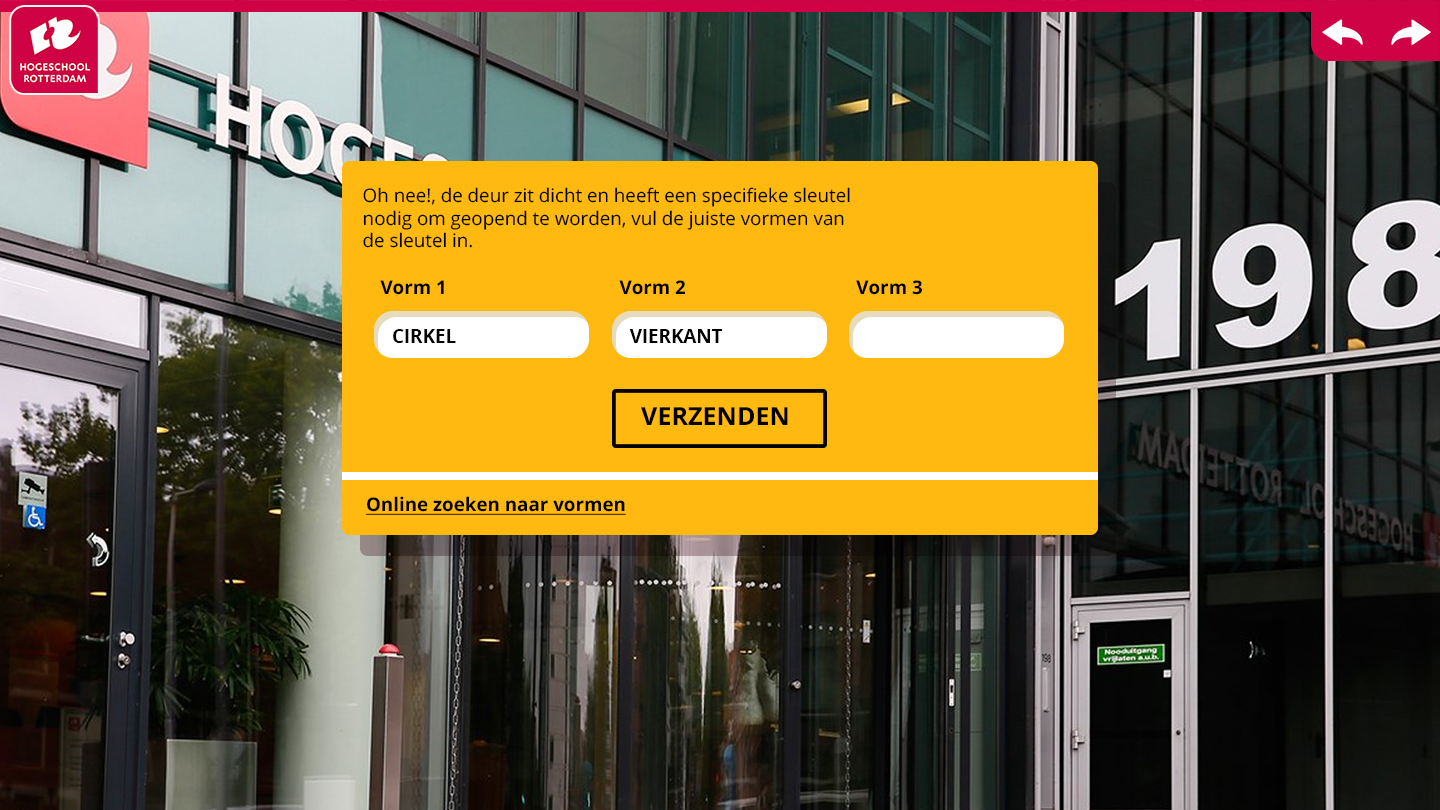 HOGESCHOOL
ROTTERDAM
HOGES
Oh nee!, de deur zit dicht en heeft een specifieke sleutel
nodig om geopend te worden, vul de juiste vormen van
de sleutel in.
Vorm 1
Vorm 2
Vorm 3
CIRKEL
VIERKANT
VERZENDEN
Online zoeken naar vormen
198
ROTTERDAM
HOGESCHOOL
198
Nooduitgang
vrijlaten a.u.b.